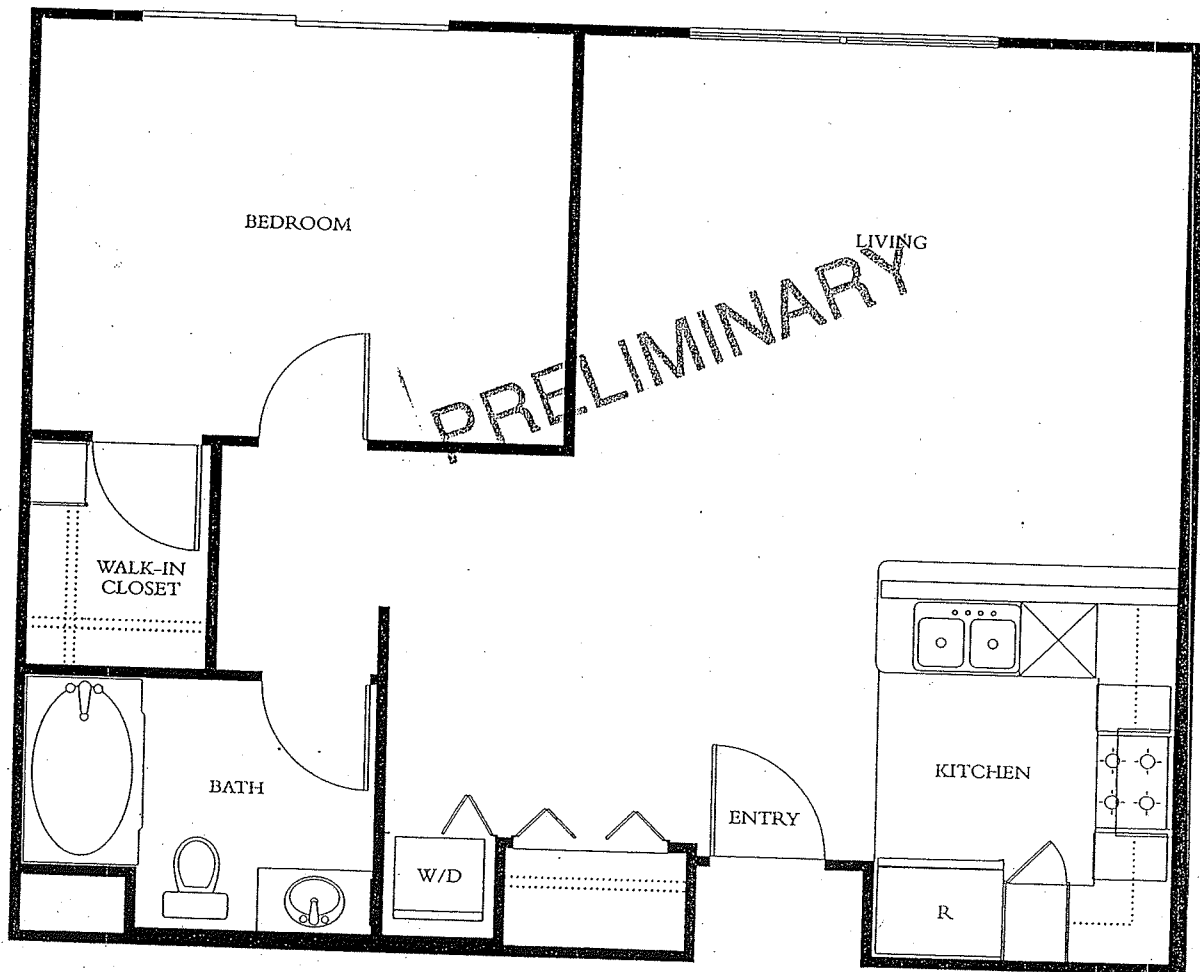 BEDROOM
LIVING
PRELIMINARY
WALK-IN
CLOSET
BATH
KITCHEN
ENTRY
W/D
R